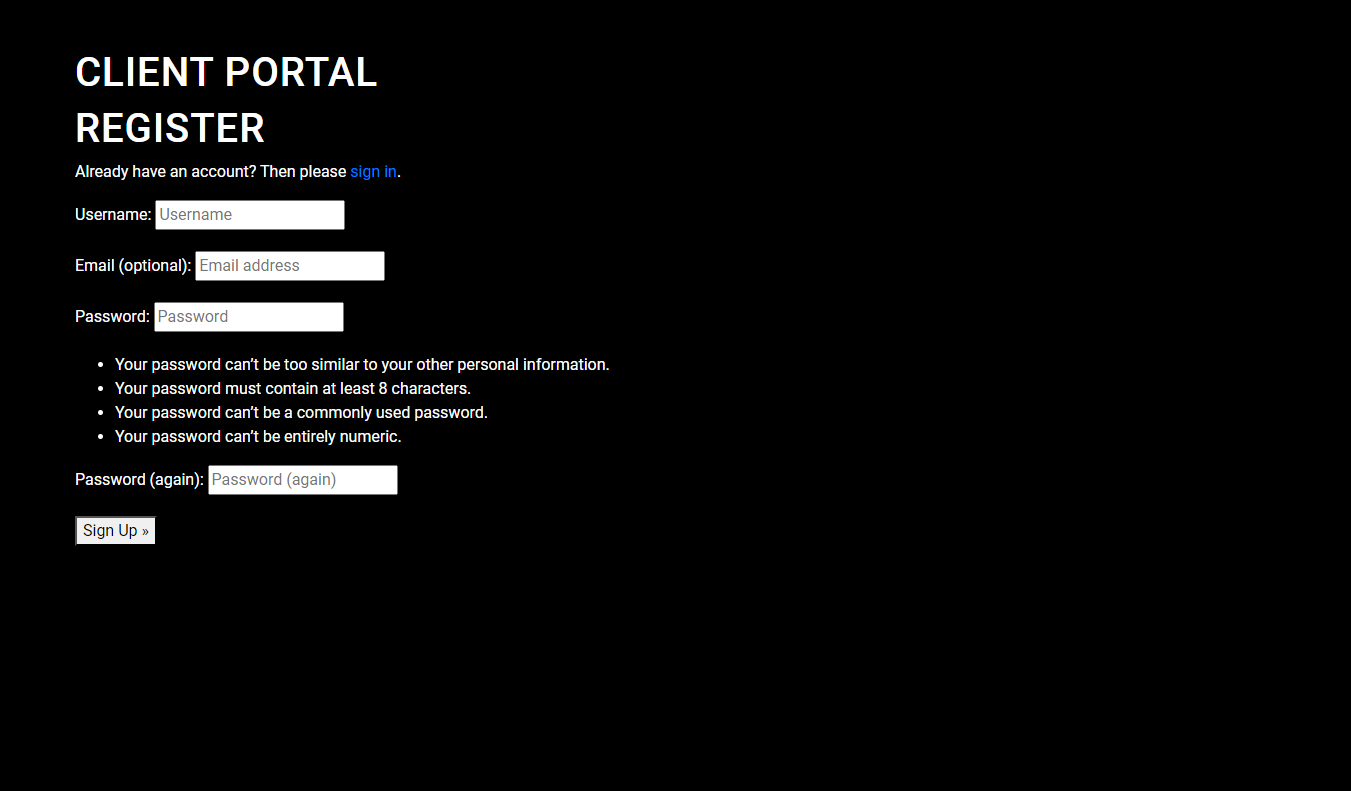 CLIENT PORTAL
REGISTER
Already have an account? Then please sign in.
Username: Username
Email (optional): Email address
Password: Password
• Your password can’t be too similar to your other personal information.
• Your password must contain at least 8 characters.
• Your password can’t be a commonly used password.
• Your password can’t be entirely numeric.
Password (again): Password (again)
Sign Up »